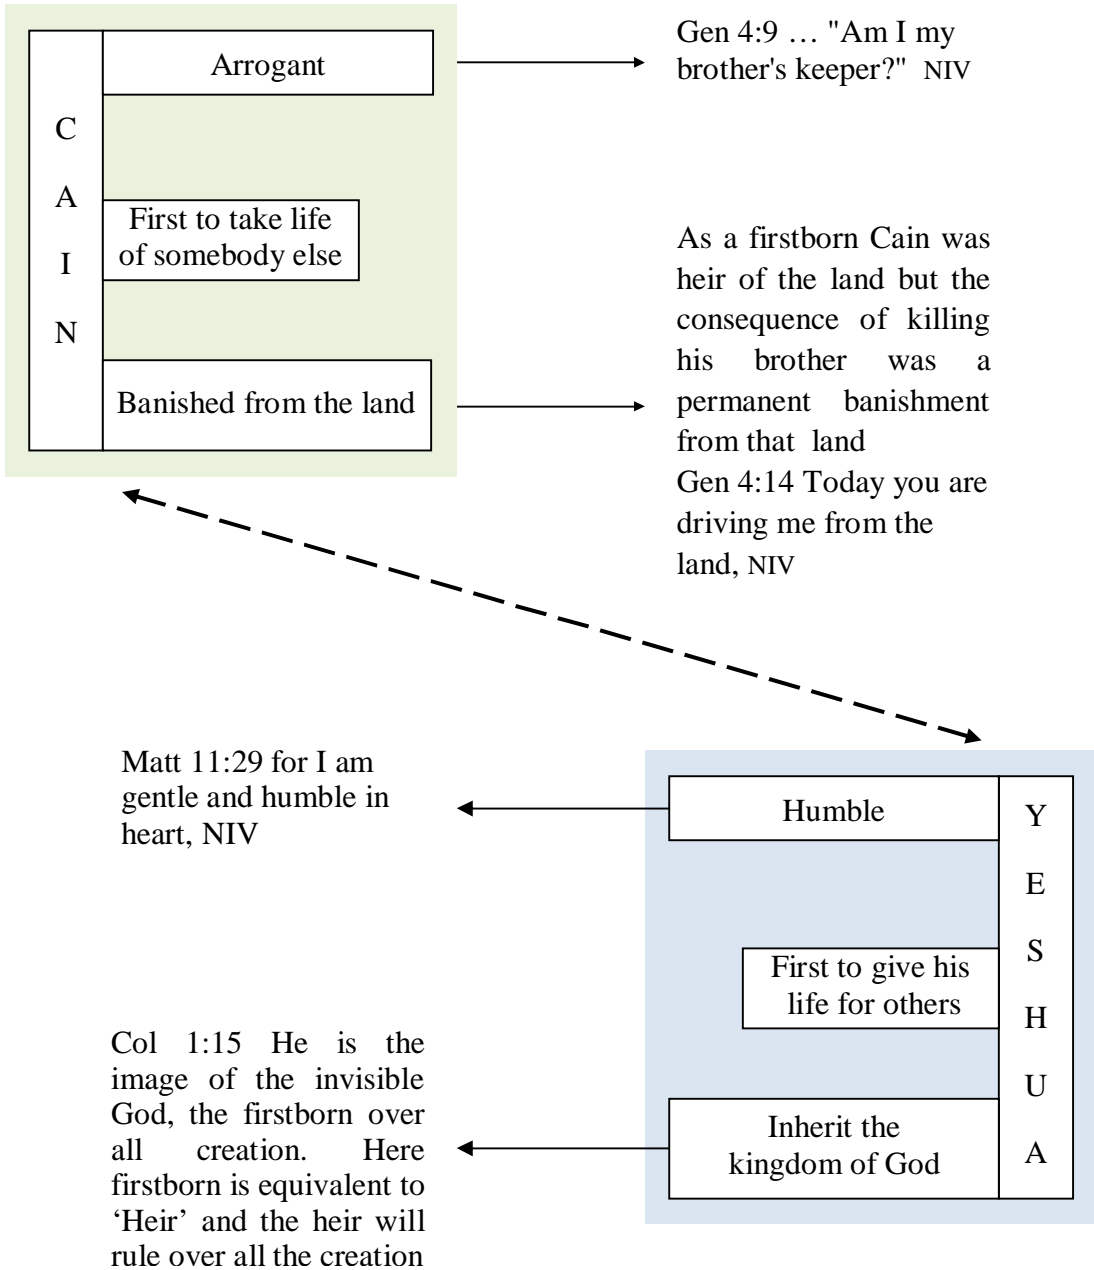 Arrogant
Gen 4:9 … "Am I my
brother's keeper?" NIV
C
A
I
N
First to take life
of somebody else
Banished from the land
As a firstborn Cain was
heir of the land but the
consequence of killing
his brother was a
permanent banishment
from that land
Gen 4:14 Today you are
driving me from the
land, NIV
Matt 11:29 for I am
gentle and humble in
heart, NIV
Humble
Y
E
S
H
U
A
First to give his
life for others
Inherit the
kingdom of God
Col 1:15 He is the
image of the invisible
God, the firstborn over
all creation. Here
firstborn is equivalent to
‘Heir’ and the heir will
rule over all the creation